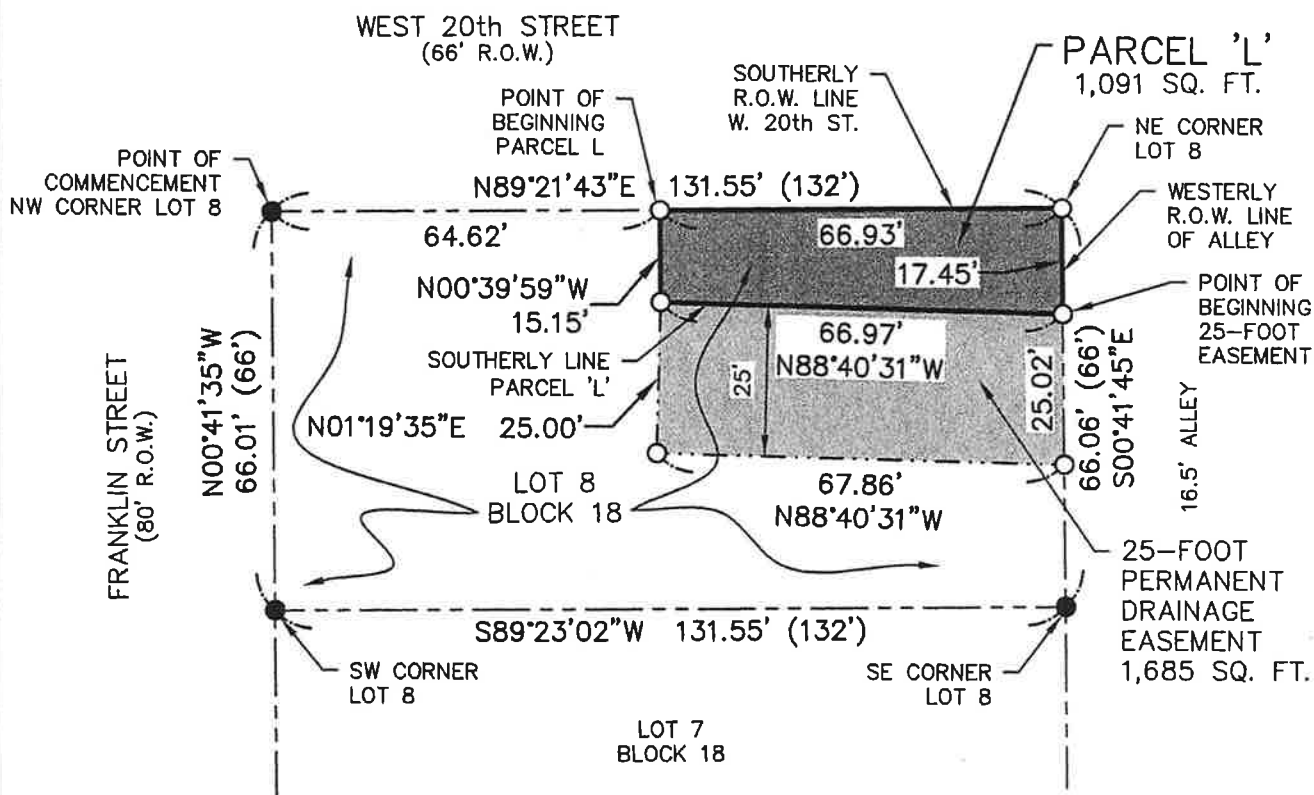 WEST 20th STREET
(66' R.O.W.)
PARCEL 'L'
1,091 SQ. FT.
SOUTHERLY
R.O.W. LINE
W. 20th ST.
POINT OF
BEGINNING
PARCEL L
NE CORNER
LOT 8
POINT OF
COMMENCEMENT
NW CORNER LOT 8
N89°21'43"E 131.55' (132')
WESTERLY
R.O.W. LINE
OF ALLEY
64.62'
66.93'
17.45'
N00°39'59"W
15.15'
POINT OF
BEGINNING
25-FOOT
EASEMENT
66.97'
N88°40'31"W
SOUTHERLY LINE
PARCEL 'L'
25'
25.02'
66.06' (66')
S00°41'45"E
16.5' ALLEY
FRANKLIN STREET
(80' R.O.W.)
N00°41'35"W
66.01' (66')
N01°19'35"E 25.00'
LOT 8
BLOCK 18
67.86'
N88°40'31"W
25-FOOT
PERMANENT
DRAINAGE
EASEMENT
1,685 SQ. FT.
S89°23'02"W 131.55' (132')
SW CORNER
LOT 8
SE CORNER
LOT 8
LOT 7
BLOCK 18